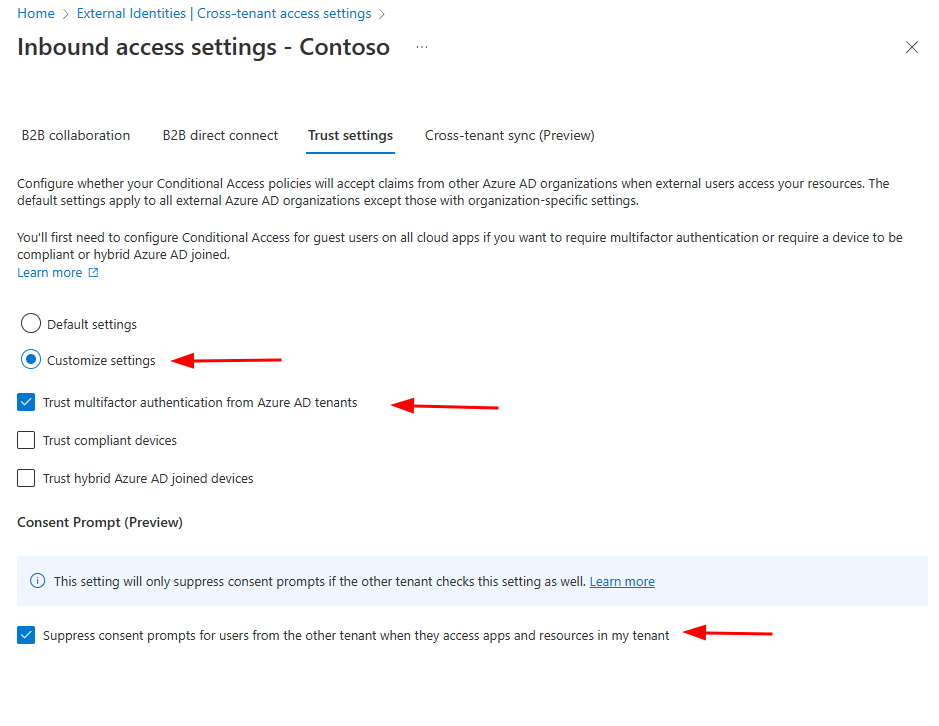 Home > External Identities | Cross-tenant access settings >
Inbound access settings - Contoso ...
B2B collaboration B2B direct connect Trust settings Cross-tenant sync (Preview)
Configure whether your Conditional Access policies will accept claims from other Azure AD organizations when external users access your resources. The
default settings apply to all external Azure AD organizations except those with organization-specific settings.
You'll first need to configure Conditional Access for guest users on all cloud apps if you want to require multifactor authentication or require a device to be
compliant or hybrid Azure AD joined.
Learn more
Default settings
Customize settings
Trust multifactor authentication from Azure AD tenants
Trust compliant devices
Trust hybrid Azure AD joined devices
Consent Prompt (Preview)
This setting will only suppress consent prompts if the other tenant checks this setting as well. Learn more
Suppress consent prompts for users from the other tenant when they access apps and resources in my tenant